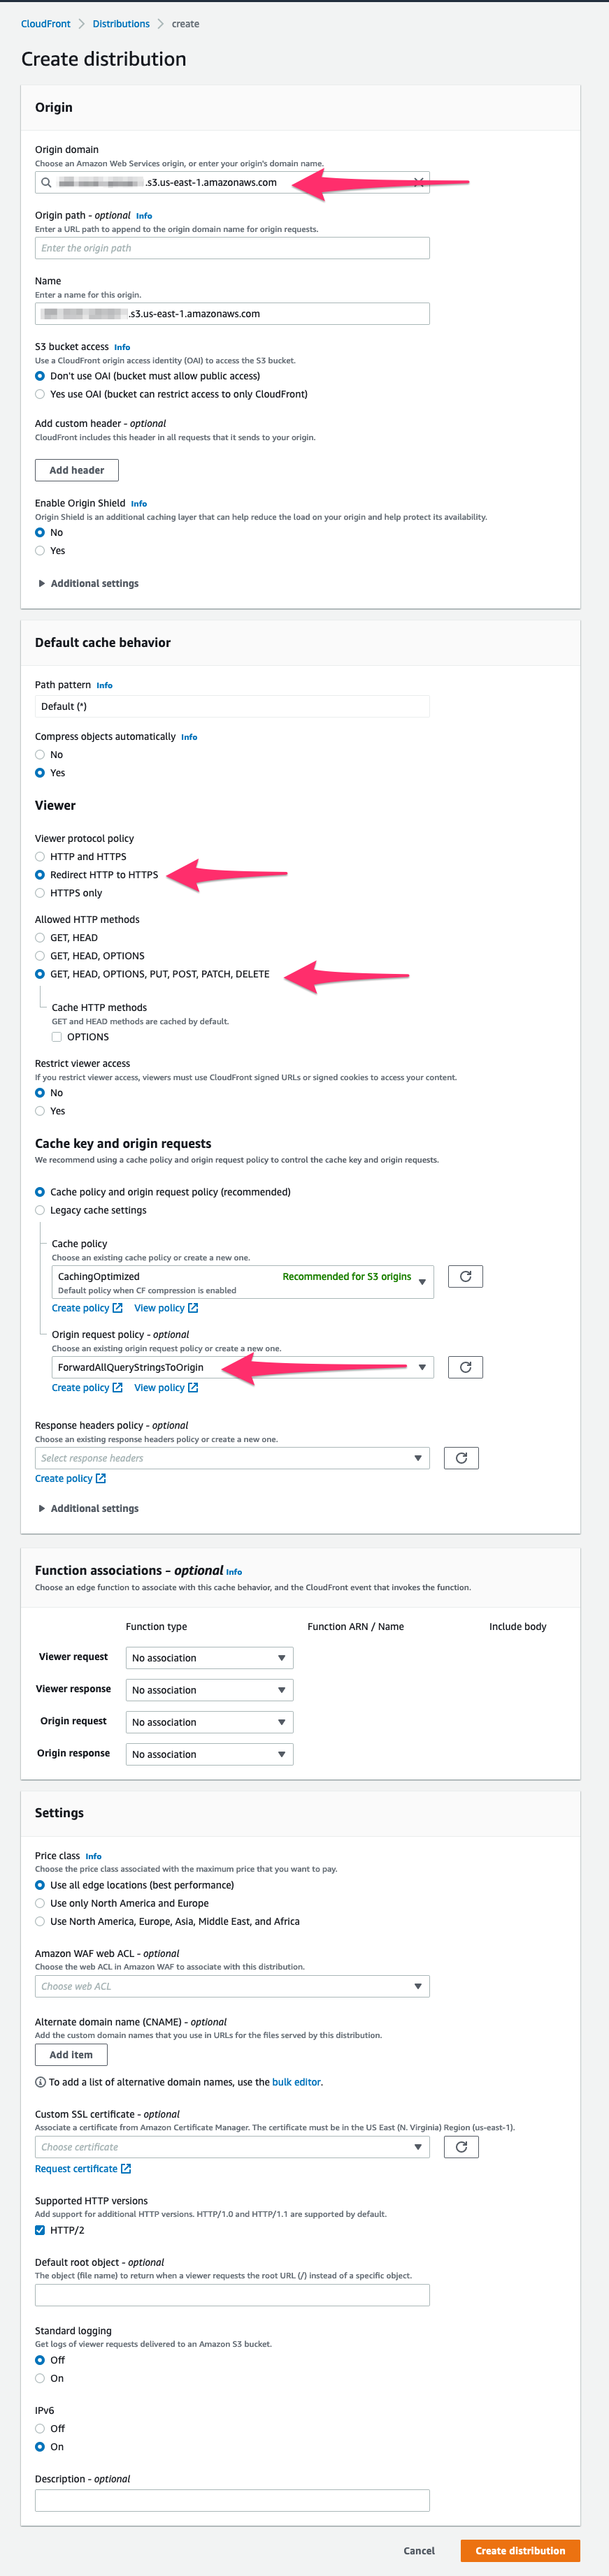 CloudFront > Distributions > create
Create distribution
Origin
Origin domain
Choose an Amazon Web Services origin, or enter your origin's domain name.
.s3.us-east-1.amazonaws.com
Origin path - optional Info
Enter a URL path to append to the origin domain name for origin requests.
Enter the origin path
Name
Enter a name for this origin.
.s3.us-east-1.amazonaws.com
S3 bucket access Info
Use a CloudFront origin access identity (OAI) to access the S3 bucket.
Don't use OAI (bucket must allow public access)
Yes use OAI (bucket can restrict access to only CloudFront)
Add custom header - optional
CloudFront includes this header in all requests that it sends to your origin.
Add header
Enable Origin Shield Info
Origin Shield is an additional caching layer that can help reduce the load on your origin and help protect its availability.
No
Yes
Additional settings
Default cache behavior
Path pattern Info
Default (*)
Compress objects automatically Info
No
Yes
Viewer
Viewer protocol policy
HTTP and HTTPS
Redirect HTTP to HTTPS
HTTPS only
Allowed HTTP methods
GET, HEAD
GET, HEAD, OPTIONS
GET, HEAD, OPTIONS, PUT, POST, PATCH, DELETE
Cache HTTP methods
GET and HEAD methods are cached by default.
OPTIONS
Restrict viewer access
If you restrict viewer access, viewers must use CloudFront signed URLs or signed cookies to access your content.
No
Yes
Cache key and origin requests
We recommend using a cache policy and origin request policy to control the cache key and origin requests.
Cache policy and origin request policy (recommended)
Legacy cache settings
Cache policy
Choose an existing cache policy or create a new one.
CachingOptimized Recommended for S3 origins
Default policy when CF compression is enabled
Create policy View policy
Origin request policy - optional
Choose an existing origin request policy or create a new one.
ForwardAllQueryStringsToOrigin
Create policy View policy
Response headers policy - optional
Choose an existing response headers policy or create a new one.
Select response headers
Create policy
Additional settings
Function associations - optional Info
Choose an edge function to associate with this cache behavior, and the CloudFront event that invokes the function.
Function type Function ARN / Name Include body
Viewer request No association
Viewer response No association
Origin request No association
Origin response No association
Settings
Price class Info
Choose the price class associated with the maximum price that you want to pay.
Use all edge locations (best performance)
Use only North America and Europe
Use North America, Europe, Asia, Middle East, and Africa
Amazon WAF web ACL - optional
Choose the web ACL in Amazon WAF to associate with this distribution.
Choose web ACL
Alternate domain name (CNAME) - optional
Add the custom domain names that you use in URLs for the files served by this distribution.
Add item
To add a list of alternative domain names, use the bulk editor.
Custom SSL certificate - optional
Associate a certificate from Amazon Certificate Manager. The certificate must be in the US East (N. Virginia) Region (us-east-1).
Choose certificate
Request certificate
Supported HTTP versions
Add support for additional HTTP versions. HTTP/1.0 and HTTP/1.1 are supported by default.
HTTP/2
Default root object - optional
The object (file name) to return when a viewer requests the root URL (/) instead of a specific object.
Standard logging
Get logs of viewer requests delivered to an Amazon S3 bucket.
Off
On
IPv6
Off
On
Description - optional
Cancel Create distribution